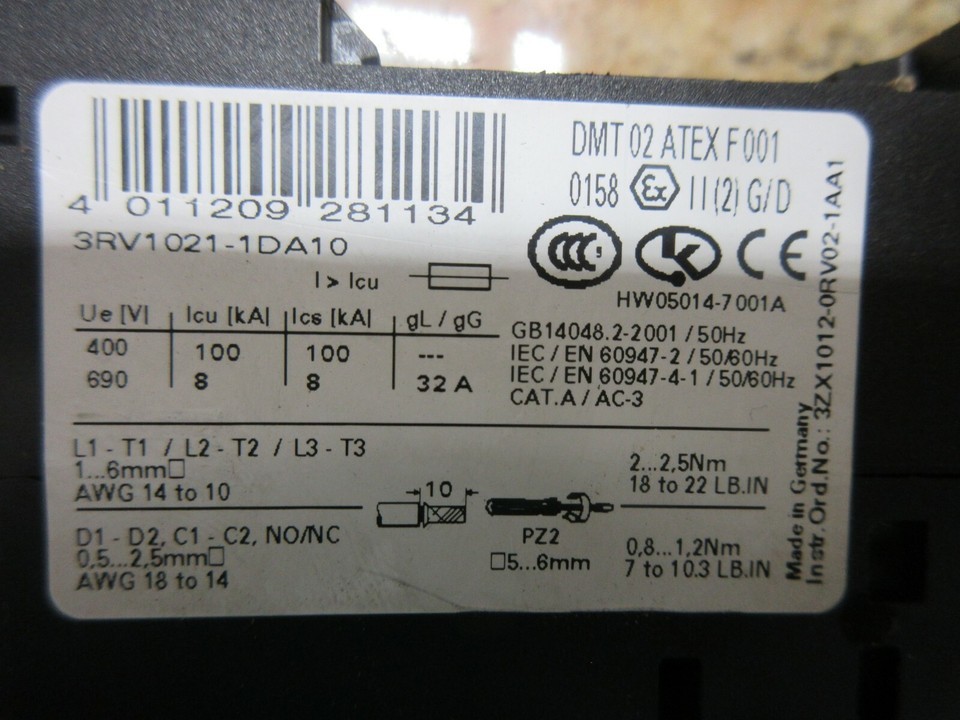 4 011209 281134
3RV1021-1DA10
DMT 02 ATEX F 001
0158 Ex II (2) G/D
CCC S
CE
HW05014-7001A
I > Icu
Ue [V] Icu [kA] Ics [kA] gL / gG
400 100 100 ---
690 8 8 32 A
GB14048.2-2001 / 50Hz
IEC / EN 60947-2 / 50/60Hz
IEC / EN 60947-4-1 / 50/60Hz
CAT.A / AC-3
L1 - T1 / L2 - T2 / L3 - T3
1...6mm□
AWG 14 to 10
2...2,5Nm
18 to 22 LB.IN
10
PZ2
□5...6mm
D1 - D2, C1 - C2, NO/NC
0,5...2,5mm□
AWG 18 to 14
0,8...1,2Nm
7 to 10.3 LB.IN
Made in Germany
Instr. Ord.No.: 3ZX1012-0RV02-1AA1